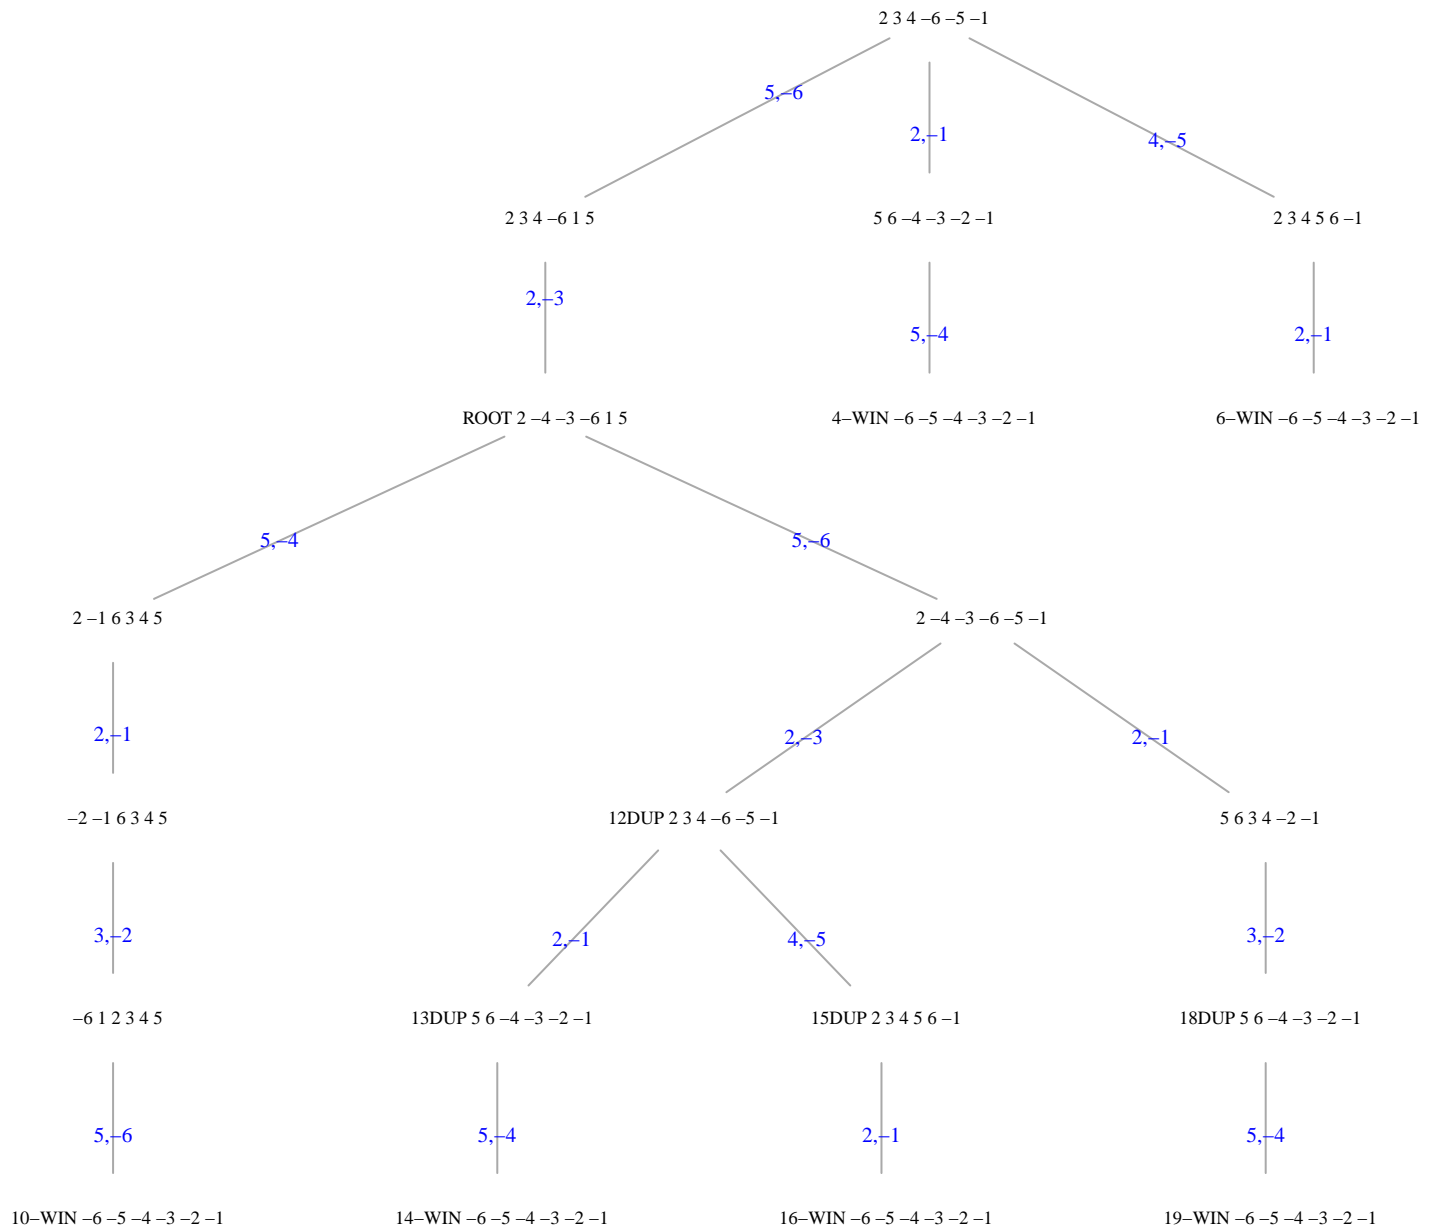 2 3 4 –6 –5 –1
5,–6
2,–1
4,–5
2 3 4 –6 1 5
5 6 –4 –3 –2 –1
2 3 4 5 6 –1
2,–3
5,–4
2,–1
ROOT 2 –4 –3 –6 1 5
4–WIN –6 –5 –4 –3 –2 –1
6–WIN –6 –5 –4 –3 –2 –1
5,–4
5,–6
2 –1 6 3 4 5
2 –4 –3 –6 –5 –1
2,–1
2,–3
2,–1
–2 –1 6 3 4 5
12DUP 2 3 4 –6 –5 –1
5 6 3 4 –2 –1
3,–2
2,–1
4,–5
3,–2
–6 1 2 3 4 5
13DUP 5 6 –4 –3 –2 –1
15DUP 2 3 4 5 6 –1
18DUP 5 6 –4 –3 –2 –1
5,–6
5,–4
2,–1
5,–4
10–WIN –6 –5 –4 –3 –2 –1
14–WIN –6 –5 –4 –3 –2 –1
16–WIN –6 –5 –4 –3 –2 –1
19–WIN –6 –5 –4 –3 –2 –1